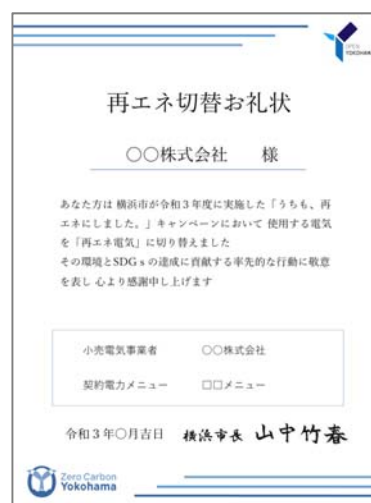 OPEN
YOKOHAMA
再エネ切替お礼状
○○株式会社　様
あなた方は 横浜市が令和３年度に実施した「うちも、再
エネにしました。」キャンペーンにおいて 使用する電気
を「再エネ電気」に切り替えました
その環境とSDGｓの達成に貢献する率先的な行動に敬意
を表し 心より感謝申し上げます
小売電気事業者　○○株式会社
契約電力メニュー　□□メニュー
令和３年○月吉日　横浜市長 山中竹春
Zero Carbon
Yokohama